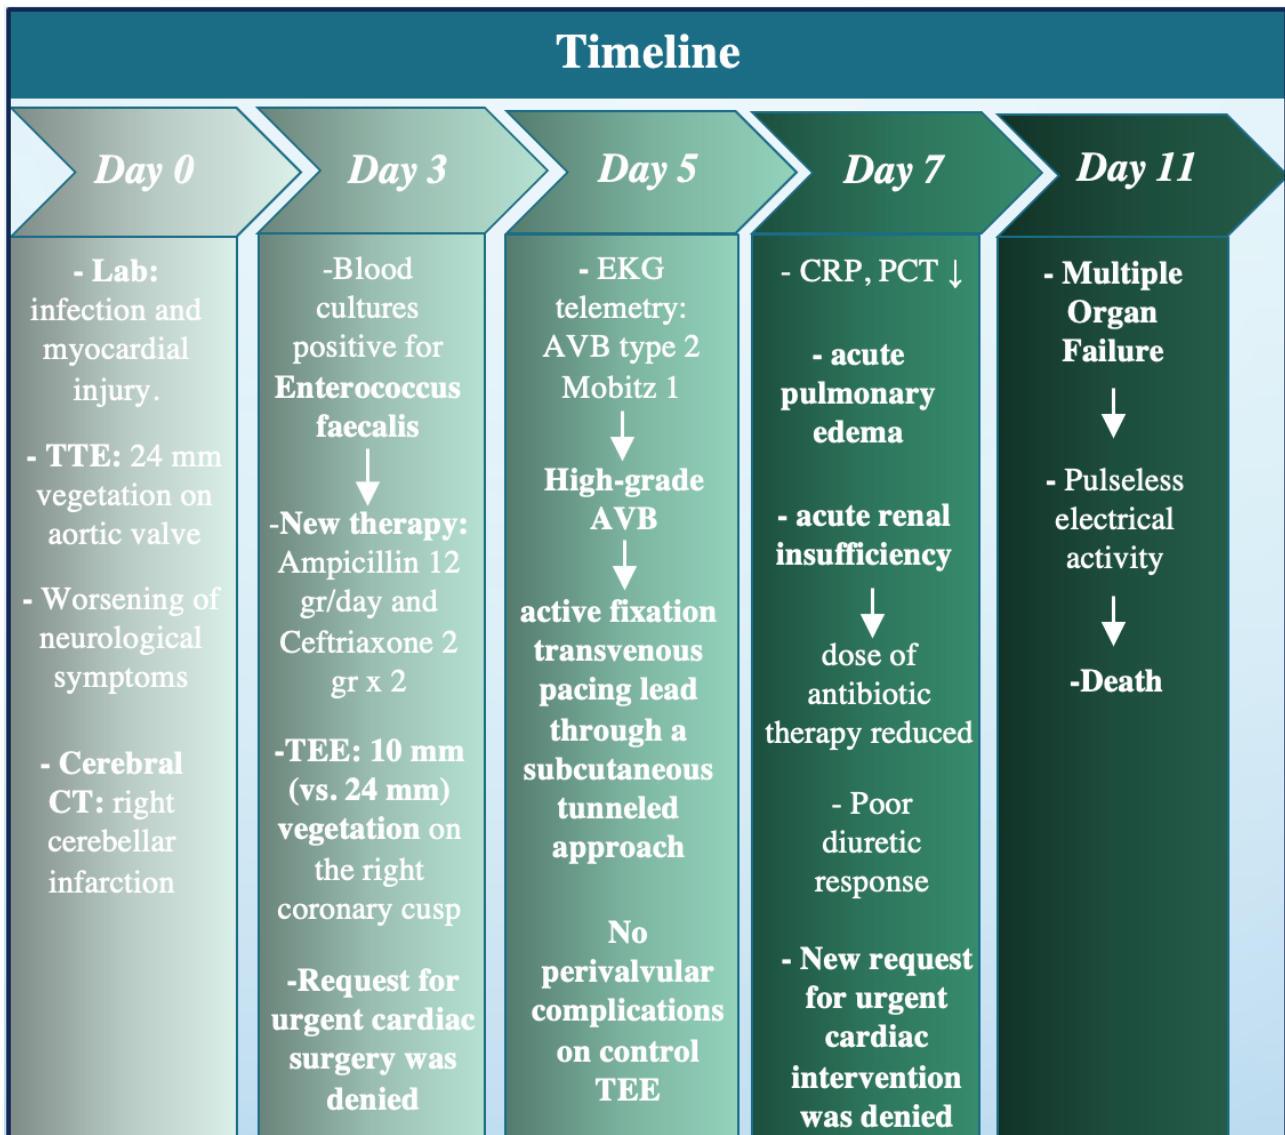 Timeline
Day 0
- Lab:
infection and
myocardial
injury.
- TTE: 24 mm
vegetation on
aortic valve
- Worsening of
neurological
symptoms
- Cerebral
CT: right
cerebellar
infarction
Day 3
-Blood
cultures
positive for
Enterococcus
faecalis
-New therapy:
Ampicillin 12
gr/day and
Ceftriaxone 2
gr x 2
-TEE: 10 mm
(vs. 24 mm)
vegetation on
the right
coronary cusp
-Request for
urgent cardiac
surgery was
denied
Day 5
- EKG
telemetry:
AVB type 2
Mobitz 1
High-grade
AVB
active fixation
transvenous
pacing lead
through a
subcutaneous
tunneled
approach
No
perivalvular
complications
on control
TEE
Day 7
- CRP, PCT ↓
- acute
pulmonary
edema
- acute renal
insufficiency
dose of
antibiotic
therapy reduced
- Poor
diuretic
response
- New request
for urgent
cardiac
intervention
was denied
Day 11
- Multiple
Organ
Failure
- Pulseless
electrical
activity
-Death